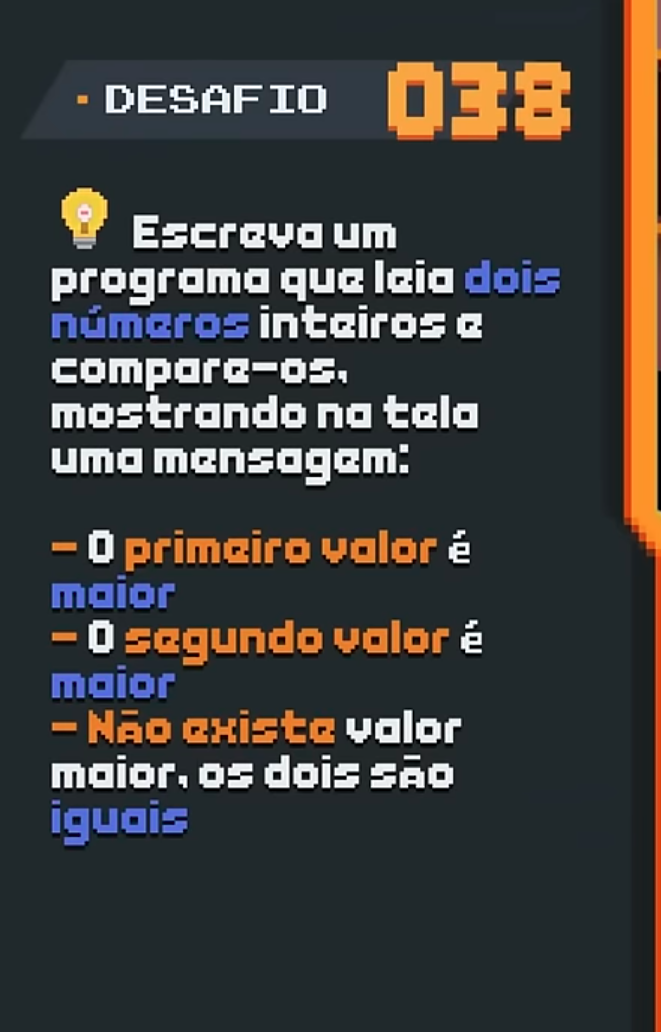 DESAFIO 038
Escreva um
programa que leia dois
números inteiros e
compare-os,
mostrando na tela
uma mensagem:
- O primeiro valor é
maior
- O segundo valor é
maior
- Não existe valor
maior, os dois são
iguais